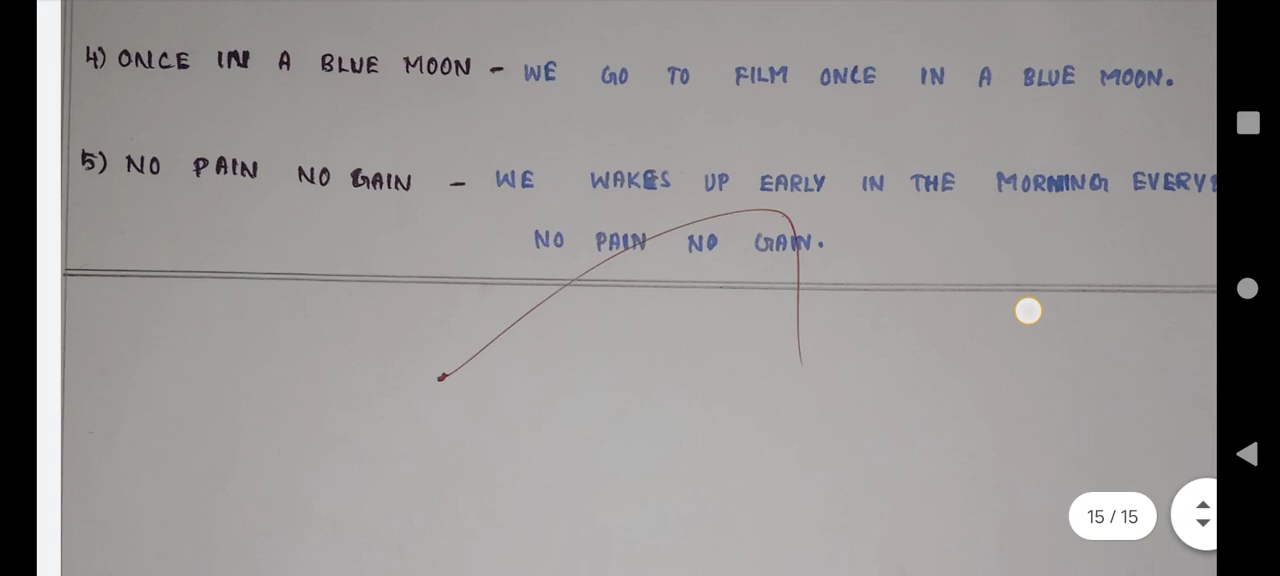 4) ONCE IN A BLUE MOON - WE GO TO FILM ONCE IN A BLUE MOON.
5) NO PAIN NO GAIN - WE WAKES UP EARLY IN THE MORNING
NO PAIN NO GAIN.
15 / 15